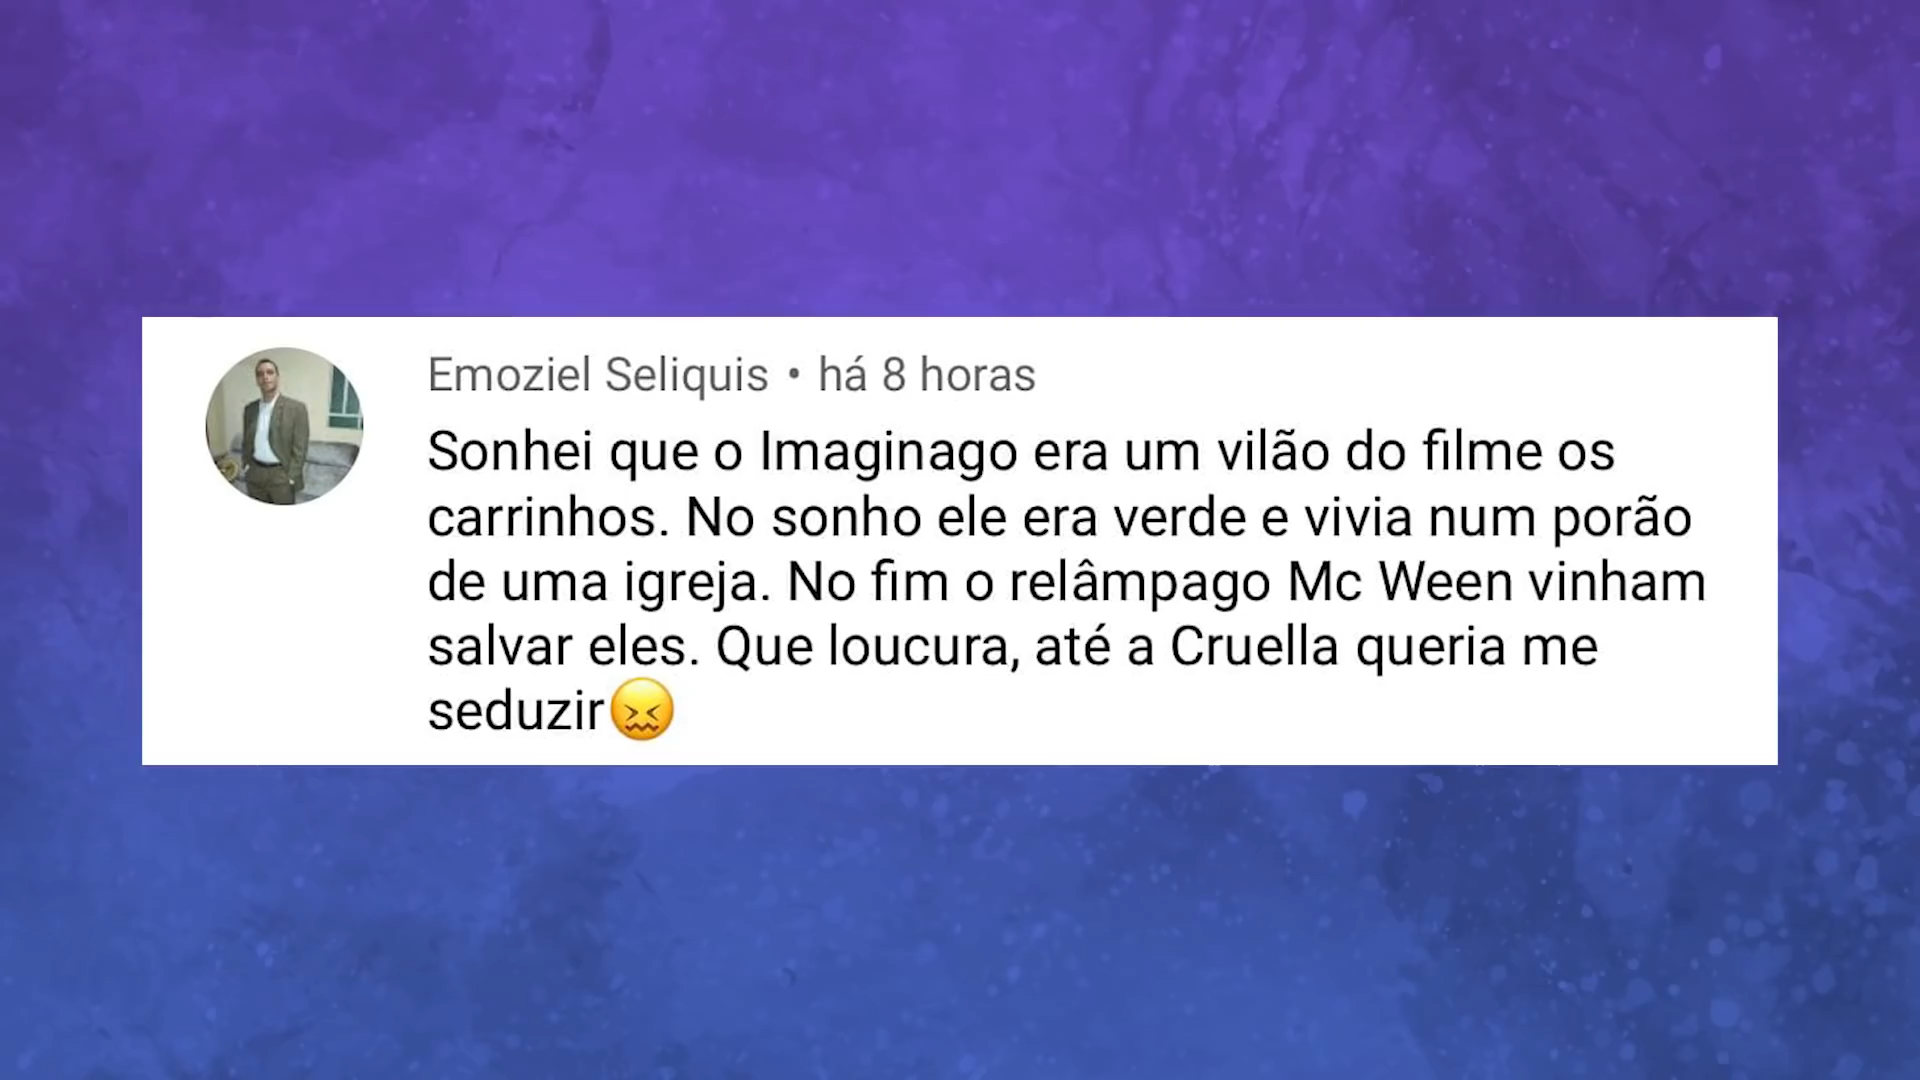 Emoziel Seliquis • há 8 horas
Sonhei que o Imaginago era um vilão do filme os
carrinhos. No sonho ele era verde e vivia num porão
de uma igreja. No fim o relâmpago Mc Ween vinham
salvar eles. Que loucura, até a Cruella queria me
seduzir😖